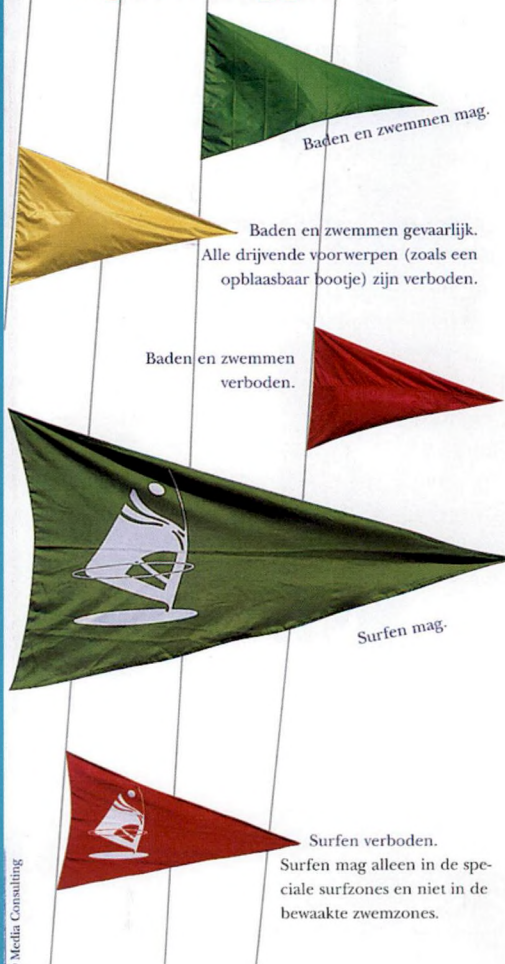 Baden en zwemmen mag.
Baden en zwemmen gevaarlijk.
Alle drijvende voorwerpen (zoals een
opblaasbaar bootje) zijn verboden.
Baden en zwemmen
verboden.
Surfen mag.
Surfen verboden.
Surfen mag alleen in de spe-
ciale surfzones en niet in de
bewaakte zwemzones.
Media Consulting